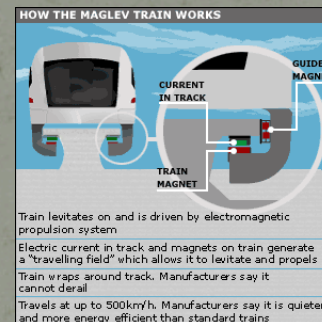 HOW THE MAGLEV TRAIN WORKS
GUIDE
MAGN
CURRENT
IN TRACK
TRAIN
MAGNET
Train levitates on and is driven by electromagnetic
propulsion system
Electric current in track and magnets on train generate
a "travelling field" which allows it to levitate and propels
Train wraps around track. Manufacturers say it
cannot derail
Travels at up to 500km/h. Manufacturers say it is quieter
and more energy efficient than standard trains